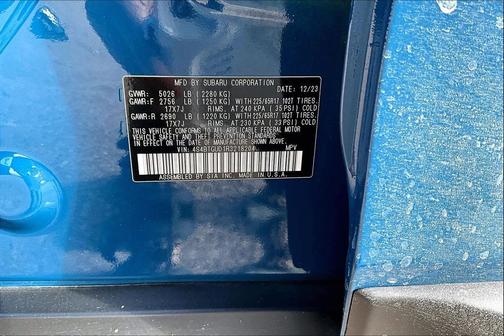 MFD BY SUBARU CORPORATION 12/23
GVWR: 5026 LB (2280 KG)
GAWR:F 2756 LB (1250 KG) WITH 225/65R17 102T TIRES.
17X7J RIMS. AT 240 KPA (35 PSI) COLD
GAWR:R 2690 LB (1220 KG) WITH 225/65R17 102T TIRES.
17X7J RIMS. AT 230 KPA (33 PSI) COLD
THIS VEHICLE CONFORMS TO ALL APPLICABLE FEDERAL
MOTOR VEHICLE SAFETY, BUMPER, AND THEFT PREVENTION
STANDARDS IN EFFECT ON THE DATE OF MANUFACTURE
SHOWN ABOVE.
VIN: 4S4BTGUD1R3218204 MPV
ASSEMBLED BY SIA INC. MADE IN U.S.A.